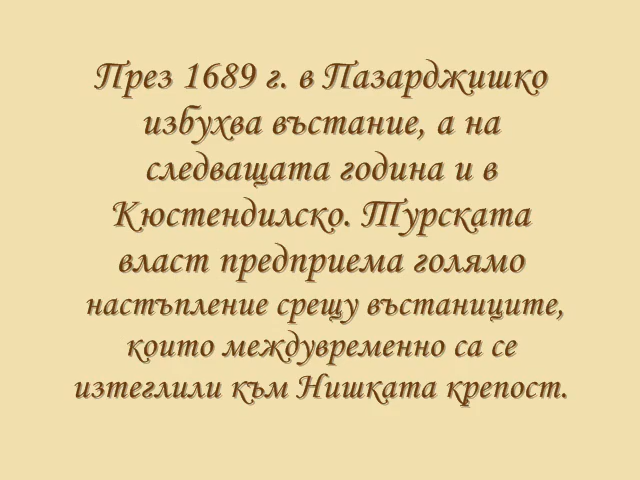 През 1689 г. в Пазарджишко
избухва въстание, а на
следващата година и в
Кюстендилско. Турската
власт предприема голямо
настъпление срещу въстаниците,
които междувременно са се
изтеглили към Нишката крепост.